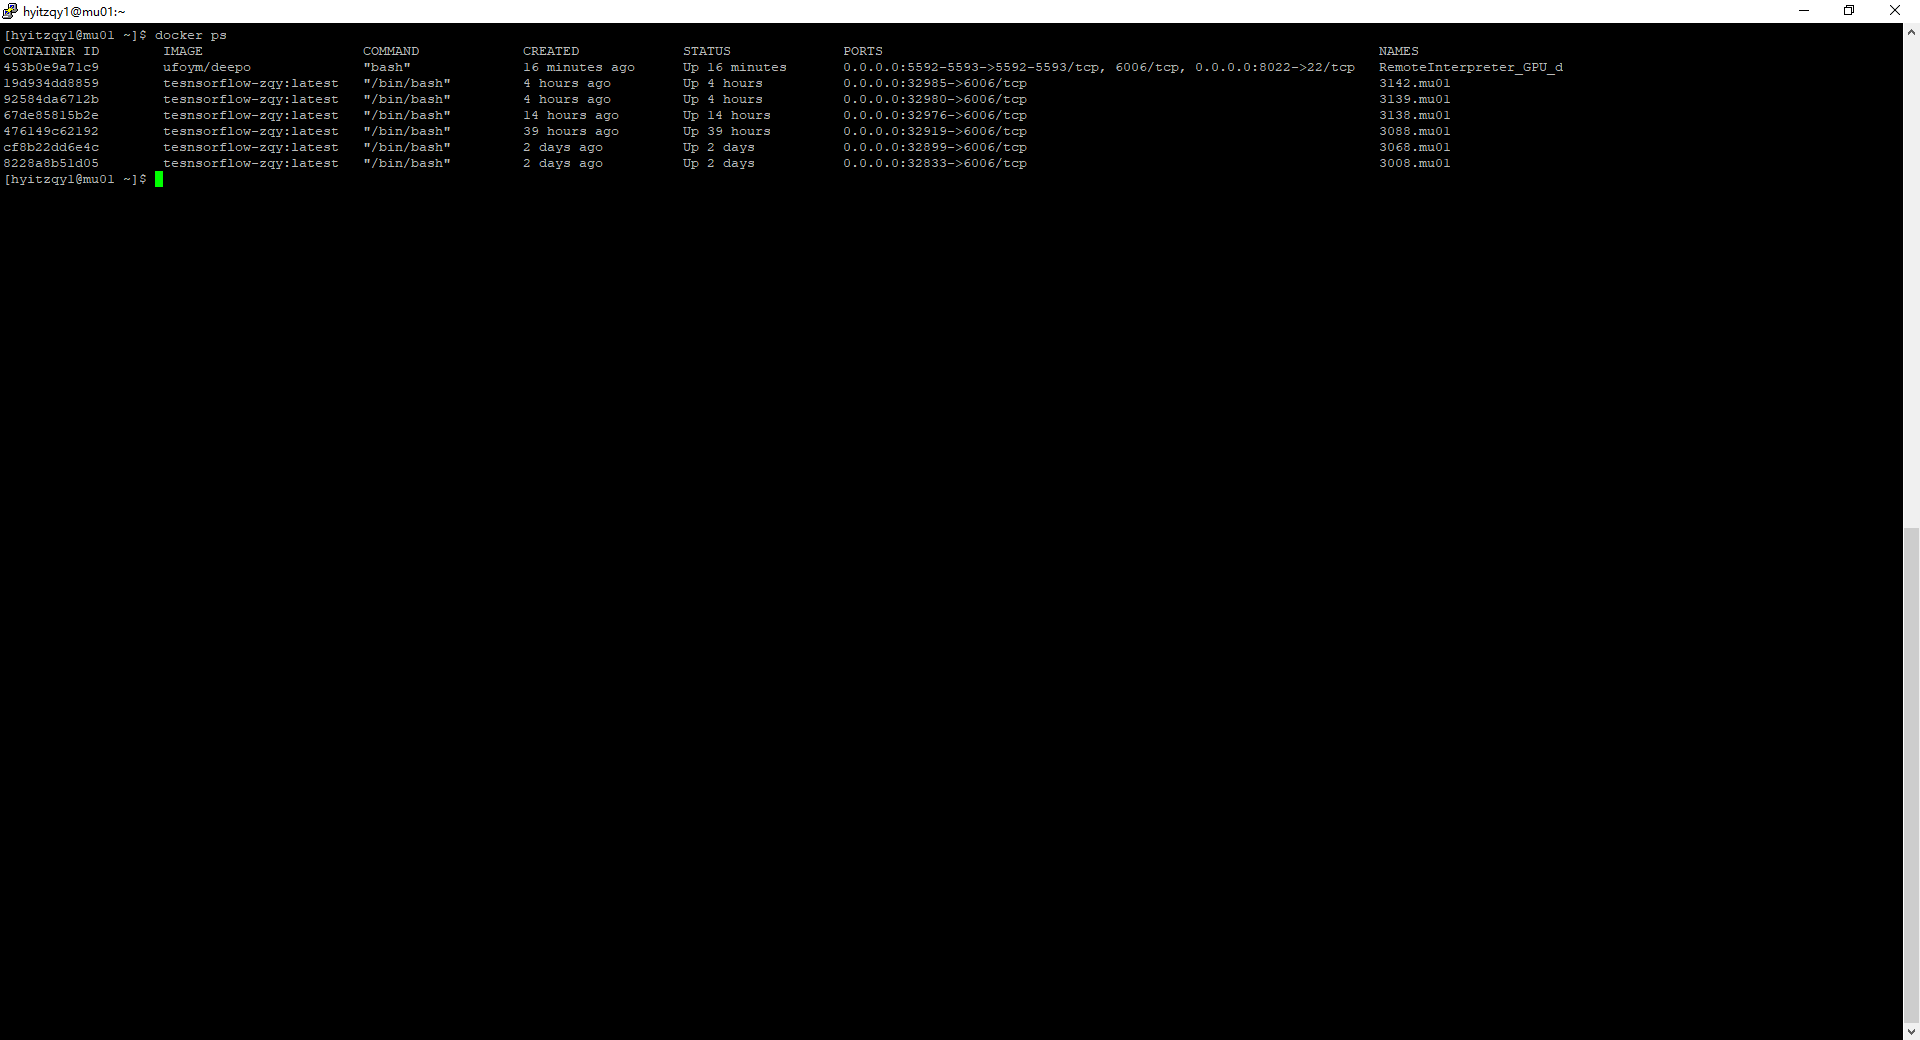 hyitzqy1@mu01:~
[hyitzqy1@mu01 ~]$ docker ps
CONTAINER ID        IMAGE                    COMMAND             CREATED             STATUS              PORTS                                                              NAMES
453b0e9a71c9        ufoym/deepo              "bash"              16 minutes ago      Up 16 minutes       0.0.0.0:5592-5593->5592-5593/tcp, 6006/tcp, 0.0.0.0:8022->22/tcp   RemoteInterpreter_GPU_d
19d934dd8859        tesnsorflow-zqy:latest   "/bin/bash"         4 hours ago         Up 4 hours          0.0.0.0:32985->6006/tcp                                            3142.mu01
92584da6712b        tesnsorflow-zqy:latest   "/bin/bash"         4 hours ago         Up 4 hours          0.0.0.0:32980->6006/tcp                                            3139.mu01
67de85815b2e        tesnsorflow-zqy:latest   "/bin/bash"         14 hours ago        Up 14 hours         0.0.0.0:32976->6006/tcp                                            3138.mu01
476149c62192        tesnsorflow-zqy:latest   "/bin/bash"         39 hours ago        Up 39 hours         0.0.0.0:32919->6006/tcp                                            3088.mu01
cf8b22dd6e4c        tesnsorflow-zqy:latest   "/bin/bash"         2 days ago          Up 2 days           0.0.0.0:32899->6006/tcp                                            3068.mu01
8228a8b51d05        tesnsorflow-zqy:latest   "/bin/bash"         2 days ago          Up 2 days           0.0.0.0:32833->6006/tcp                                            3008.mu01
[hyitzqy1@mu01 ~]$